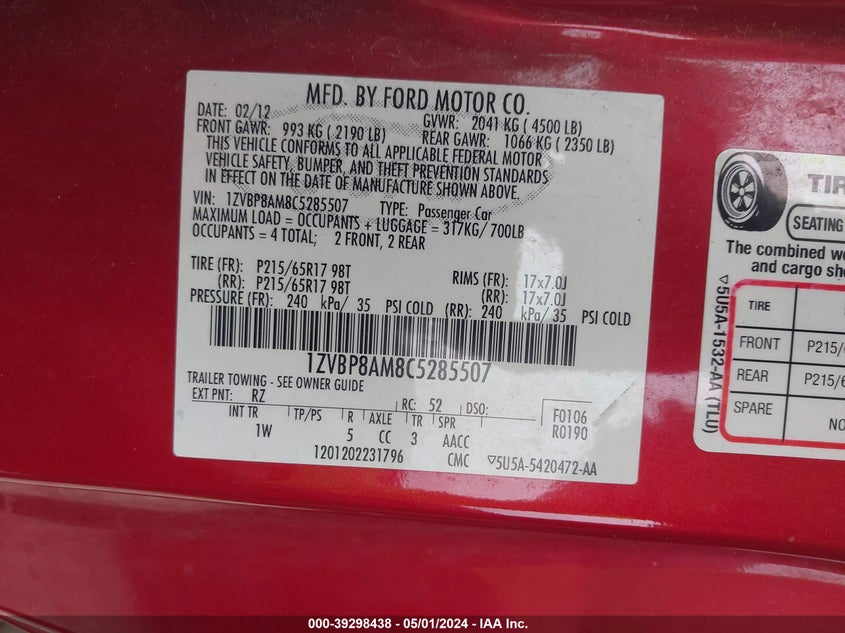 MFD. BY FORD MOTOR CO.
DATE: 02/12 GVWR: 2041 KG ( 4500 LB)
FRONT GAWR: 993 KG ( 2190 LB) REAR GAWR: 1066 KG ( 2350 LB)
THIS VEHICLE CONFORMS TO ALL APPLICABLE FEDERAL MOTOR
VEHICLE SAFETY, BUMPER, AND THEFT PREVENTION STANDARDS
IN EFFECT ON THE DATE OF MANUFACTURE SHOWN ABOVE.
VIN: 1ZVBP8AM8C5285507 TYPE: Passenger Car
MAXIMUM LOAD = OCCUPANTS + LUGGAGE = 317KG/ 700LB
OCCUPANTS = 4 TOTAL; 2 FRONT, 2 REAR
TIRE (FR): P215/65R17 98T RIMS (FR): 17x7.0J
(RR): P215/65R17 98T (RR): 17x7.0J
PRESSURE (FR): 240 kPa/ 35 PSI COLD (RR): 240 kPa/ 35 PSI COLD
1ZVBP8AM8C5285507
TRAILER TOWING - SEE OWNER GUIDE
EXT PNT: RZ RC: 52 DSO: F0106
INT TR TP/PS R AXLE TR SPR R0190
1W 5 CC 3 AACC
1201202231796 CMC ▽5U5A-5420472-AA
TIR
SEATING
The combined w
and cargo sh
TIRE
FRONT P215/6
REAR P215/6
SPARE NO
▽5U5A-1532-AA (TLU)
000-39298438 - 05/01/2024 - IAA Inc.